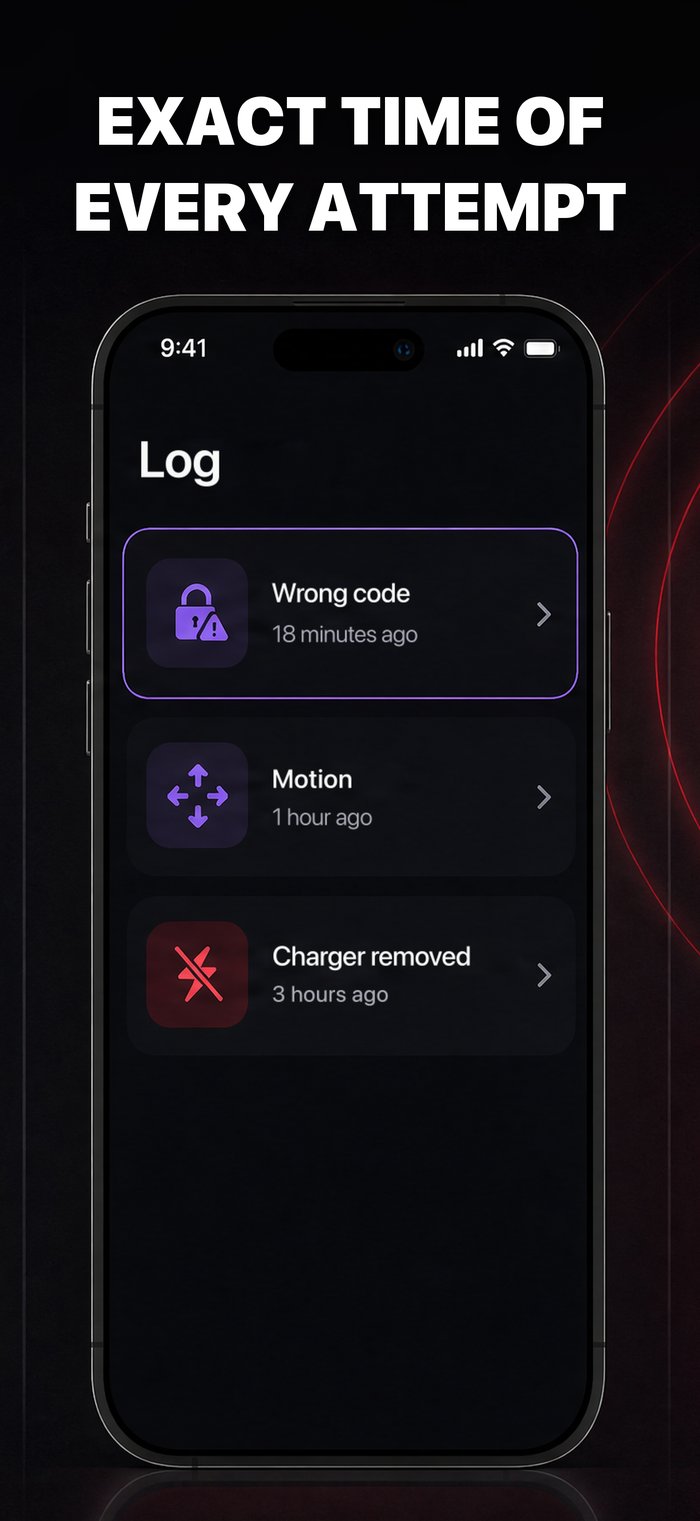 EXACT TIME OF
EVERY ATTEMPT
9:41
Log
Wrong code
18 minutes ago
Motion
1 hour ago
Charger removed
3 hours ago